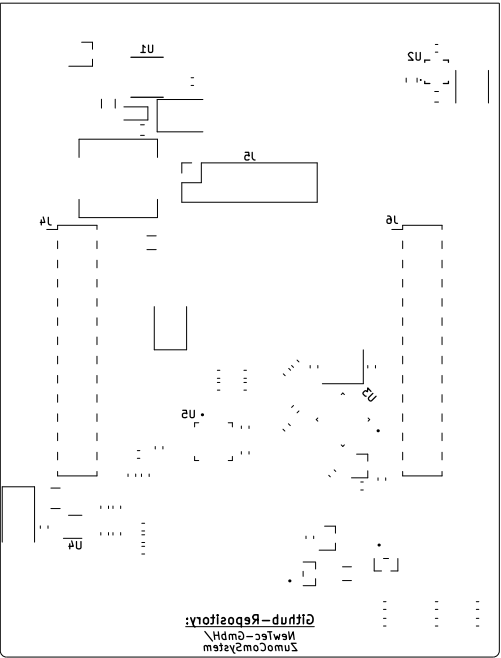 U1
U2
J5
J4
J6
U3
U5
U4
Github-Repository:
NewTec-GmbH/
ZumoComSystem